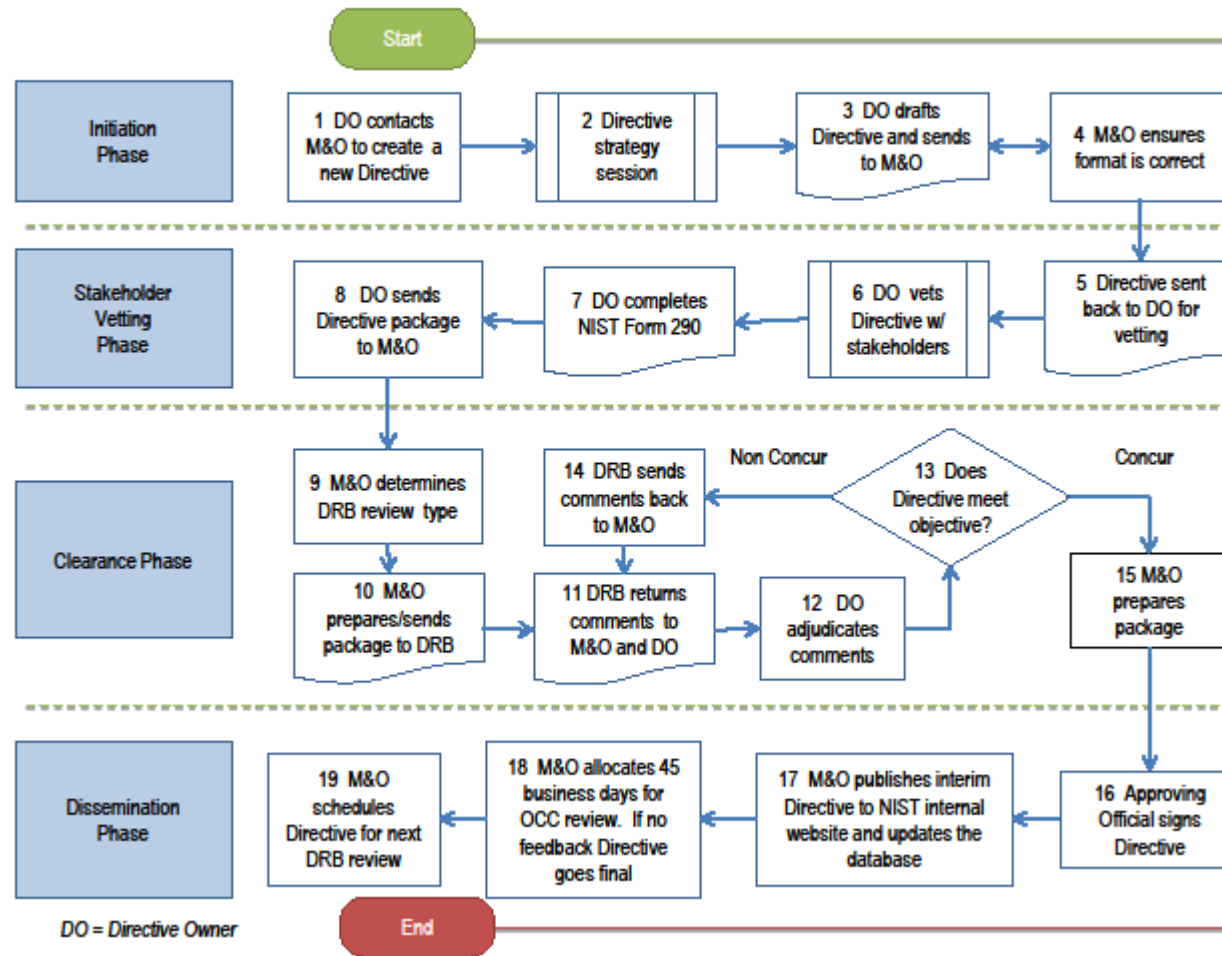 Start
Initiation
Phase
1 DO contacts
M&O to create a
new Directive
2 Directive
strategy
session
3 DO drafts
Directive and sends
to M&O
4 M&O ensures
format is correct
Stakeholder
Vetting
Phase
8 DO sends
Directive package
to M&O
7 DO completes
NIST Form 290
6 DO vets
Directive w/
stakeholders
5 Directive sent
back to DO for
vetting
Clearance Phase
9 M&O determines
DRB review type
14 DRB sends
comments back
to M&O
Non Concur
13 Does
Directive meet
objective?
Concur
10 M&O
prepares/sends
package to DRB
11 DRB returns
comments to
M&O and DO
12 DO
adjudicates
comments
15 M&O
prepares
package
Dissemination
Phase
19 M&O
schedules
Directive for next
DRB review
18 M&O allocates 45
business days for
OCC review. If no
feedback Directive
goes final
17 M&O publishes interim
Directive to NIST internal
website and updates the
database
16 Approving
Official signs
Directive
DO = Directive Owner
End